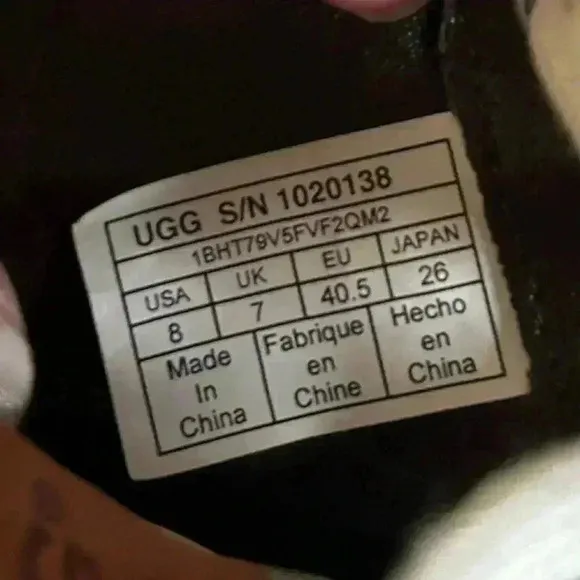 UGG S/N 1020138
1BHT79V5FVF2QM2
USA UK EU JAPAN
8 7 40.5 26
Made In China
Fabrique en Chine
Hecho en China